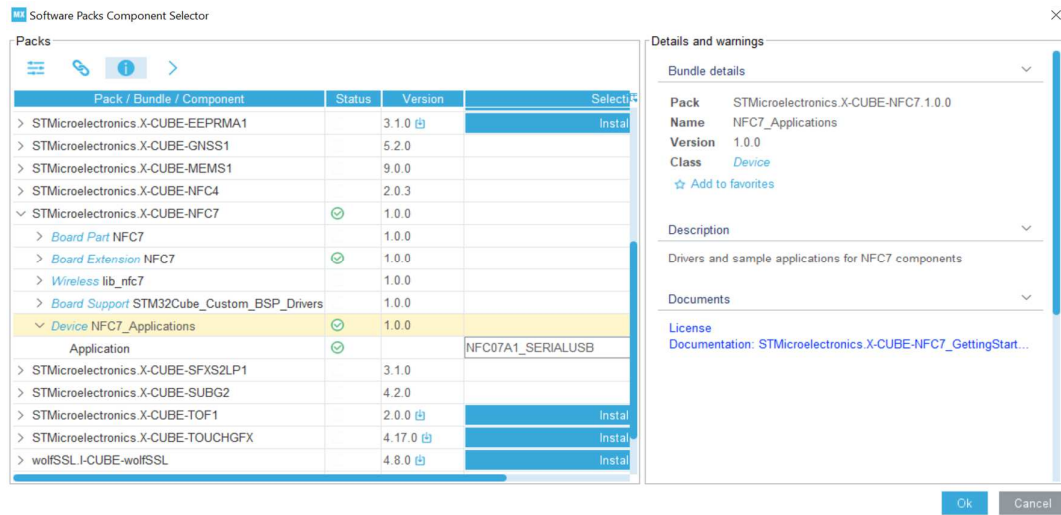 MX Software Packs Component Selector
Packs
Pack / Bundle / Component Status Version Selecti
STMicroelectronics.X-CUBE-EEPRMA1 3.1.0 Instal
STMicroelectronics.X-CUBE-GNSS1 5.2.0
STMicroelectronics.X-CUBE-MEMS1 9.0.0
STMicroelectronics.X-CUBE-NFC4 2.0.3
STMicroelectronics.X-CUBE-NFC7 1.0.0
Board Part NFC7 1.0.0
Board Extension NFC7 1.0.0
Wireless lib_nfc7 1.0.0
Board Support STM32Cube_Custom_BSP_Drivers 1.0.0
Device NFC7_Applications 1.0.0
Application NFC07A1_SERIALUSB
STMicroelectronics.X-CUBE-SFXS2LP1 3.1.0
STMicroelectronics.X-CUBE-SUBG2 4.2.0
STMicroelectronics.X-CUBE-TOF1 2.0.0 Instal
STMicroelectronics.X-CUBE-TOUCHGFX 4.17.0 Instal
wolfSSL.I-CUBE-wolfSSL 4.8.0 Instal
Details and warnings
Bundle details
Pack STMicroelectronics.X-CUBE-NFC7.1.0.0
Name NFC7_Applications
Version 1.0.0
Class Device
Add to favorites
Description
Drivers and sample applications for NFC7 components
Documents
License
Documentation: STMicroelectronics.X-CUBE-NFC7_GettingStart...
Ok Cancel